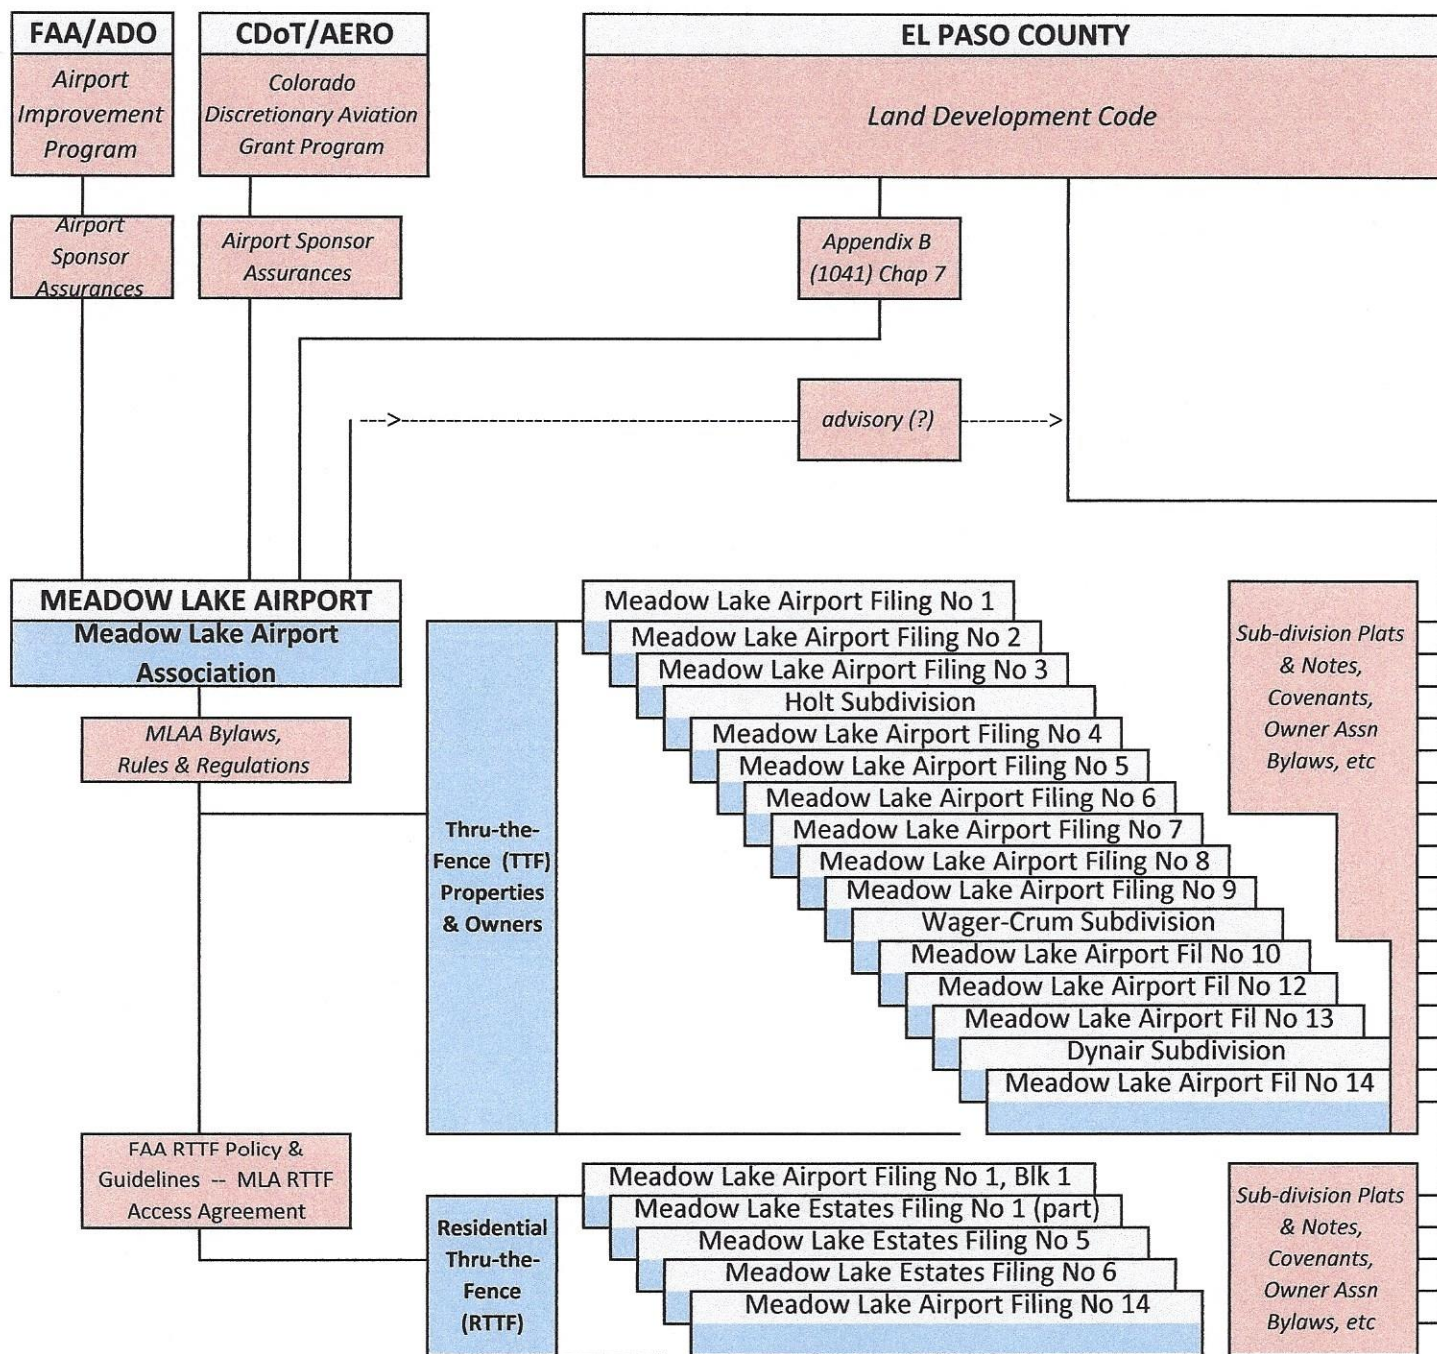 FAA/ADO
Airport
Improvement
Program
CDoT/AERO
Colorado
Discretionary Aviation
Grant Program
EL PASO COUNTY
Land Development Code
Airport
Sponsor
Assurances
Airport Sponsor
Assurances
Appendix B
(1041) Chap 7
advisory (?)
MEADOW LAKE AIRPORT
Meadow Lake Airport
Association
MLAA Bylaws,
Rules & Regulations
Thru-the-
Fence (TTF)
Properties
& Owners
Meadow Lake Airport Filing No 1
Meadow Lake Airport Filing No 2
Meadow Lake Airport Filing No 3
Holt Subdivision
Meadow Lake Airport Filing No 4
Meadow Lake Airport Filing No 5
Meadow Lake Airport Filing No 6
Meadow Lake Airport Filing No 7
Meadow Lake Airport Filing No 8
Meadow Lake Airport Filing No 9
Wager-Crum Subdivision
Meadow Lake Airport Fil No 10
Meadow Lake Airport Fil No 12
Meadow Lake Airport Fil No 13
Dynair Subdivision
Meadow Lake Airport Fil No 14
Sub-division Plats
& Notes,
Covenants,
Owner Assn
Bylaws, etc
FAA RTTF Policy &
Guidelines -- MLA RTTF
Access Agreement
Residential
Thru-the-
Fence
(RTTF)
Meadow Lake Airport Filing No 1, Blk 1
Meadow Lake Estates Filing No 1 (part)
Meadow Lake Estates Filing No 5
Meadow Lake Estates Filing No 6
Meadow Lake Airport Filing No 14
Sub-division Plats
& Notes,
Covenants,
Owner Assn
Bylaws, etc